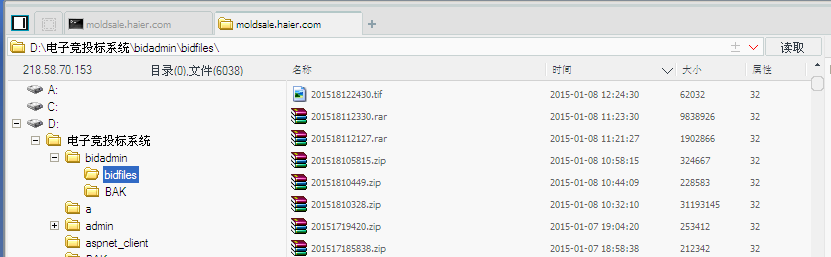 moldsale.haier.com moldsale.haier.com
D:\电子竞投标系统\bidadmin\bidfiles\ 读取
218.58.70.153 目录(0),文件(6038) 名称 时间 大小 属性
A:
201518122430.tif 2015-01-08 12:24:30 62032 32
C:
201518112330.rar 2015-01-08 11:23:30 9838926 32
D:
201518112127.rar 2015-01-08 11:21:27 1902866 32
电子竞投标系统
bidadmin
201518105815.zip 2015-01-08 10:58:15 324667 32
bidfiles
20151810449.zip 2015-01-08 10:44:09 228583 32
BAK
20151810328.zip 2015-01-08 10:32:10 31193145 32
a
admin
20151719420.zip 2015-01-07 19:04:20 253412 32
aspnet_client
201517185838.zip 2015-01-07 18:58:38 212342 32